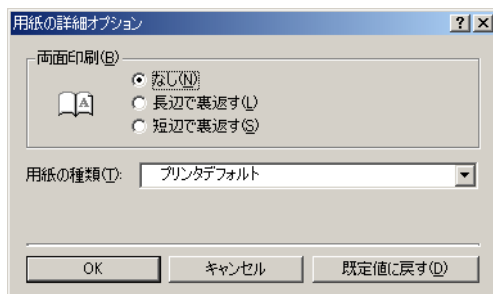 用紙の詳細オプション
両面印刷(B)
なし(N)
A
長辺で裏返す(L)
短辺で裏返す(S)
用紙の種類(T): プリンタデフォルト
OK キャンセル 既定値に戻す(D)